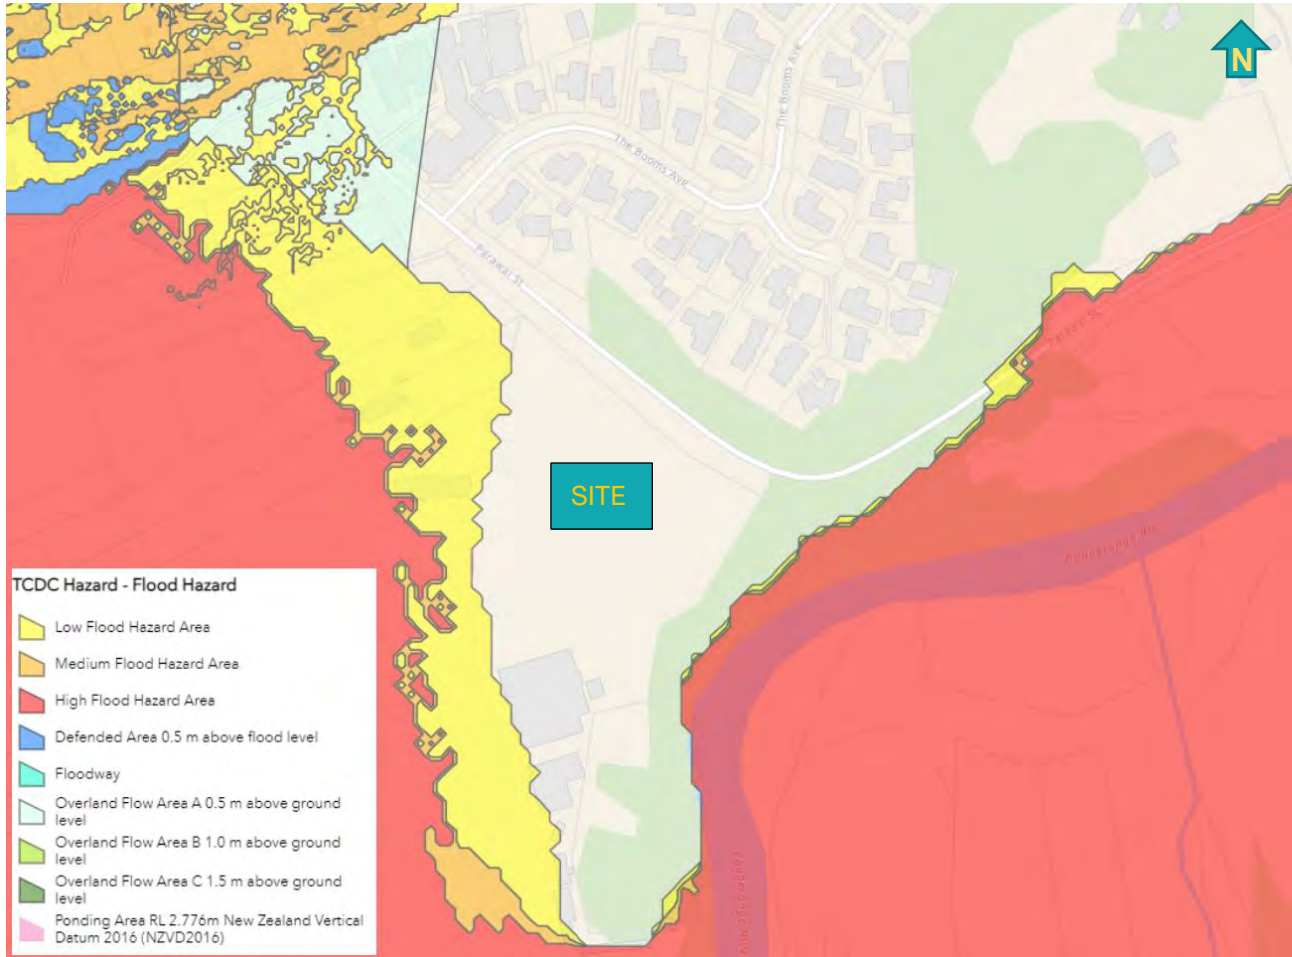 N
The Booms Ave
The Booms Ave
Parawai St
SITE
TCDC Hazard - Flood Hazard
Low Flood Hazard Area
Medium Flood Hazard Area
High Flood Hazard Area
Defended Area 0.5 m above flood level
Floodway
Overland Flow Area A 0.5 m above ground
level
Overland Flow Area B 1.0 m above ground
level
Overland Flow Area C 1.5 m above ground
level
Ponding Area RL 2.776m New Zealand Vertical
Datum 2016 (NZVD2016)